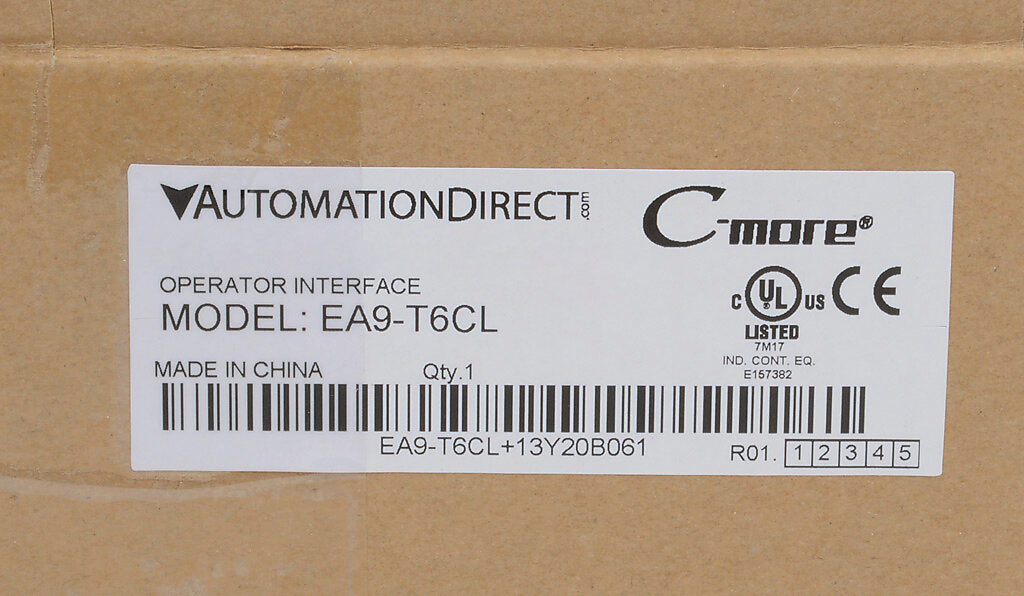 AUTOMATIONDIRECT.com
C-more®
OPERATOR INTERFACE
MODEL: EA9-T6CL
C UL US CE
LISTED
7M17
IND. CONT. EQ.
E157382
MADE IN CHINA Qty.1
EA9-T6CL+13Y20B061
R01. 1 2 3 4 5